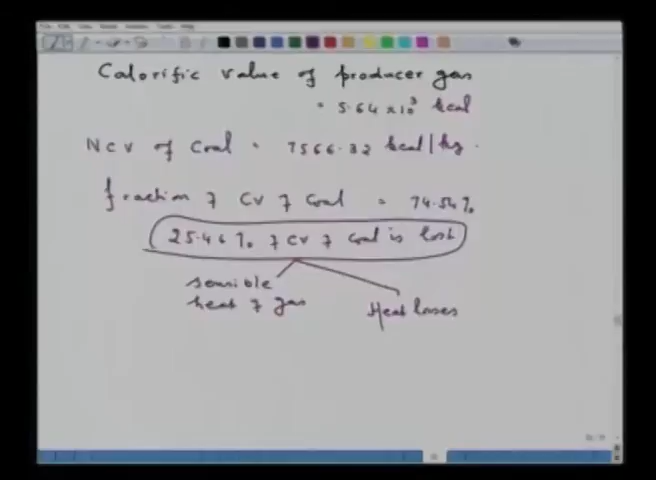 Calorific value of producer gas
= 5.64 x 10³ kcal
NCV of Coal = 7566.32 kcal/kg.
fraction of CV of Coal = 74.54%
25.46% of CV of Coal is lost
sensible
heat of gas
Heat losses